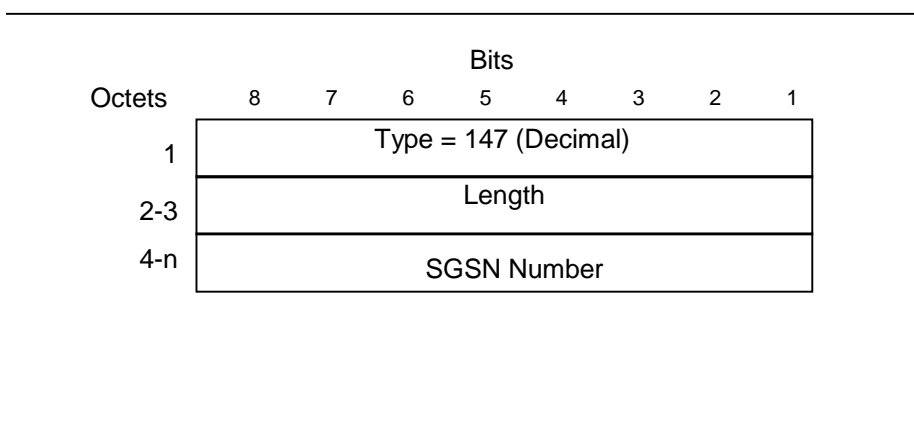 Bits
Octets 8 7 6 5 4 3 2 1
1 Type = 147 (Decimal)
2-3 Length
4-n SGSN Number